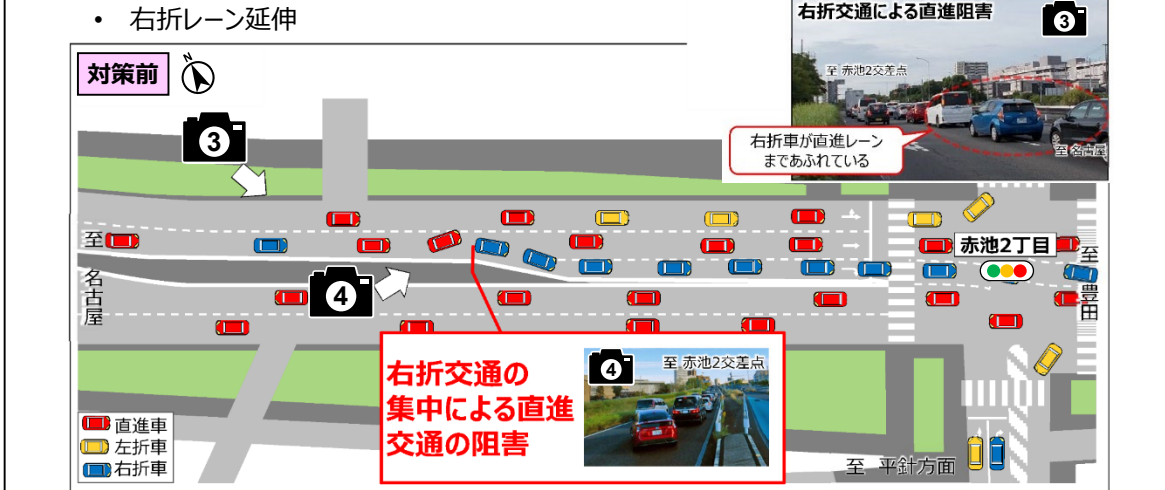 • 右折レーン延伸
右折交通による直進阻害
3
至 赤池2交差点
右折車が直進レーン
まであふれている
至 名古屋
対策前
N
3
至
名
古
屋
4
赤池2丁目
至
豊
田
右折交通の
集中による直進
交通の阻害
4
至 赤池2交差点
直進車
左折車
右折車
至 平針方面